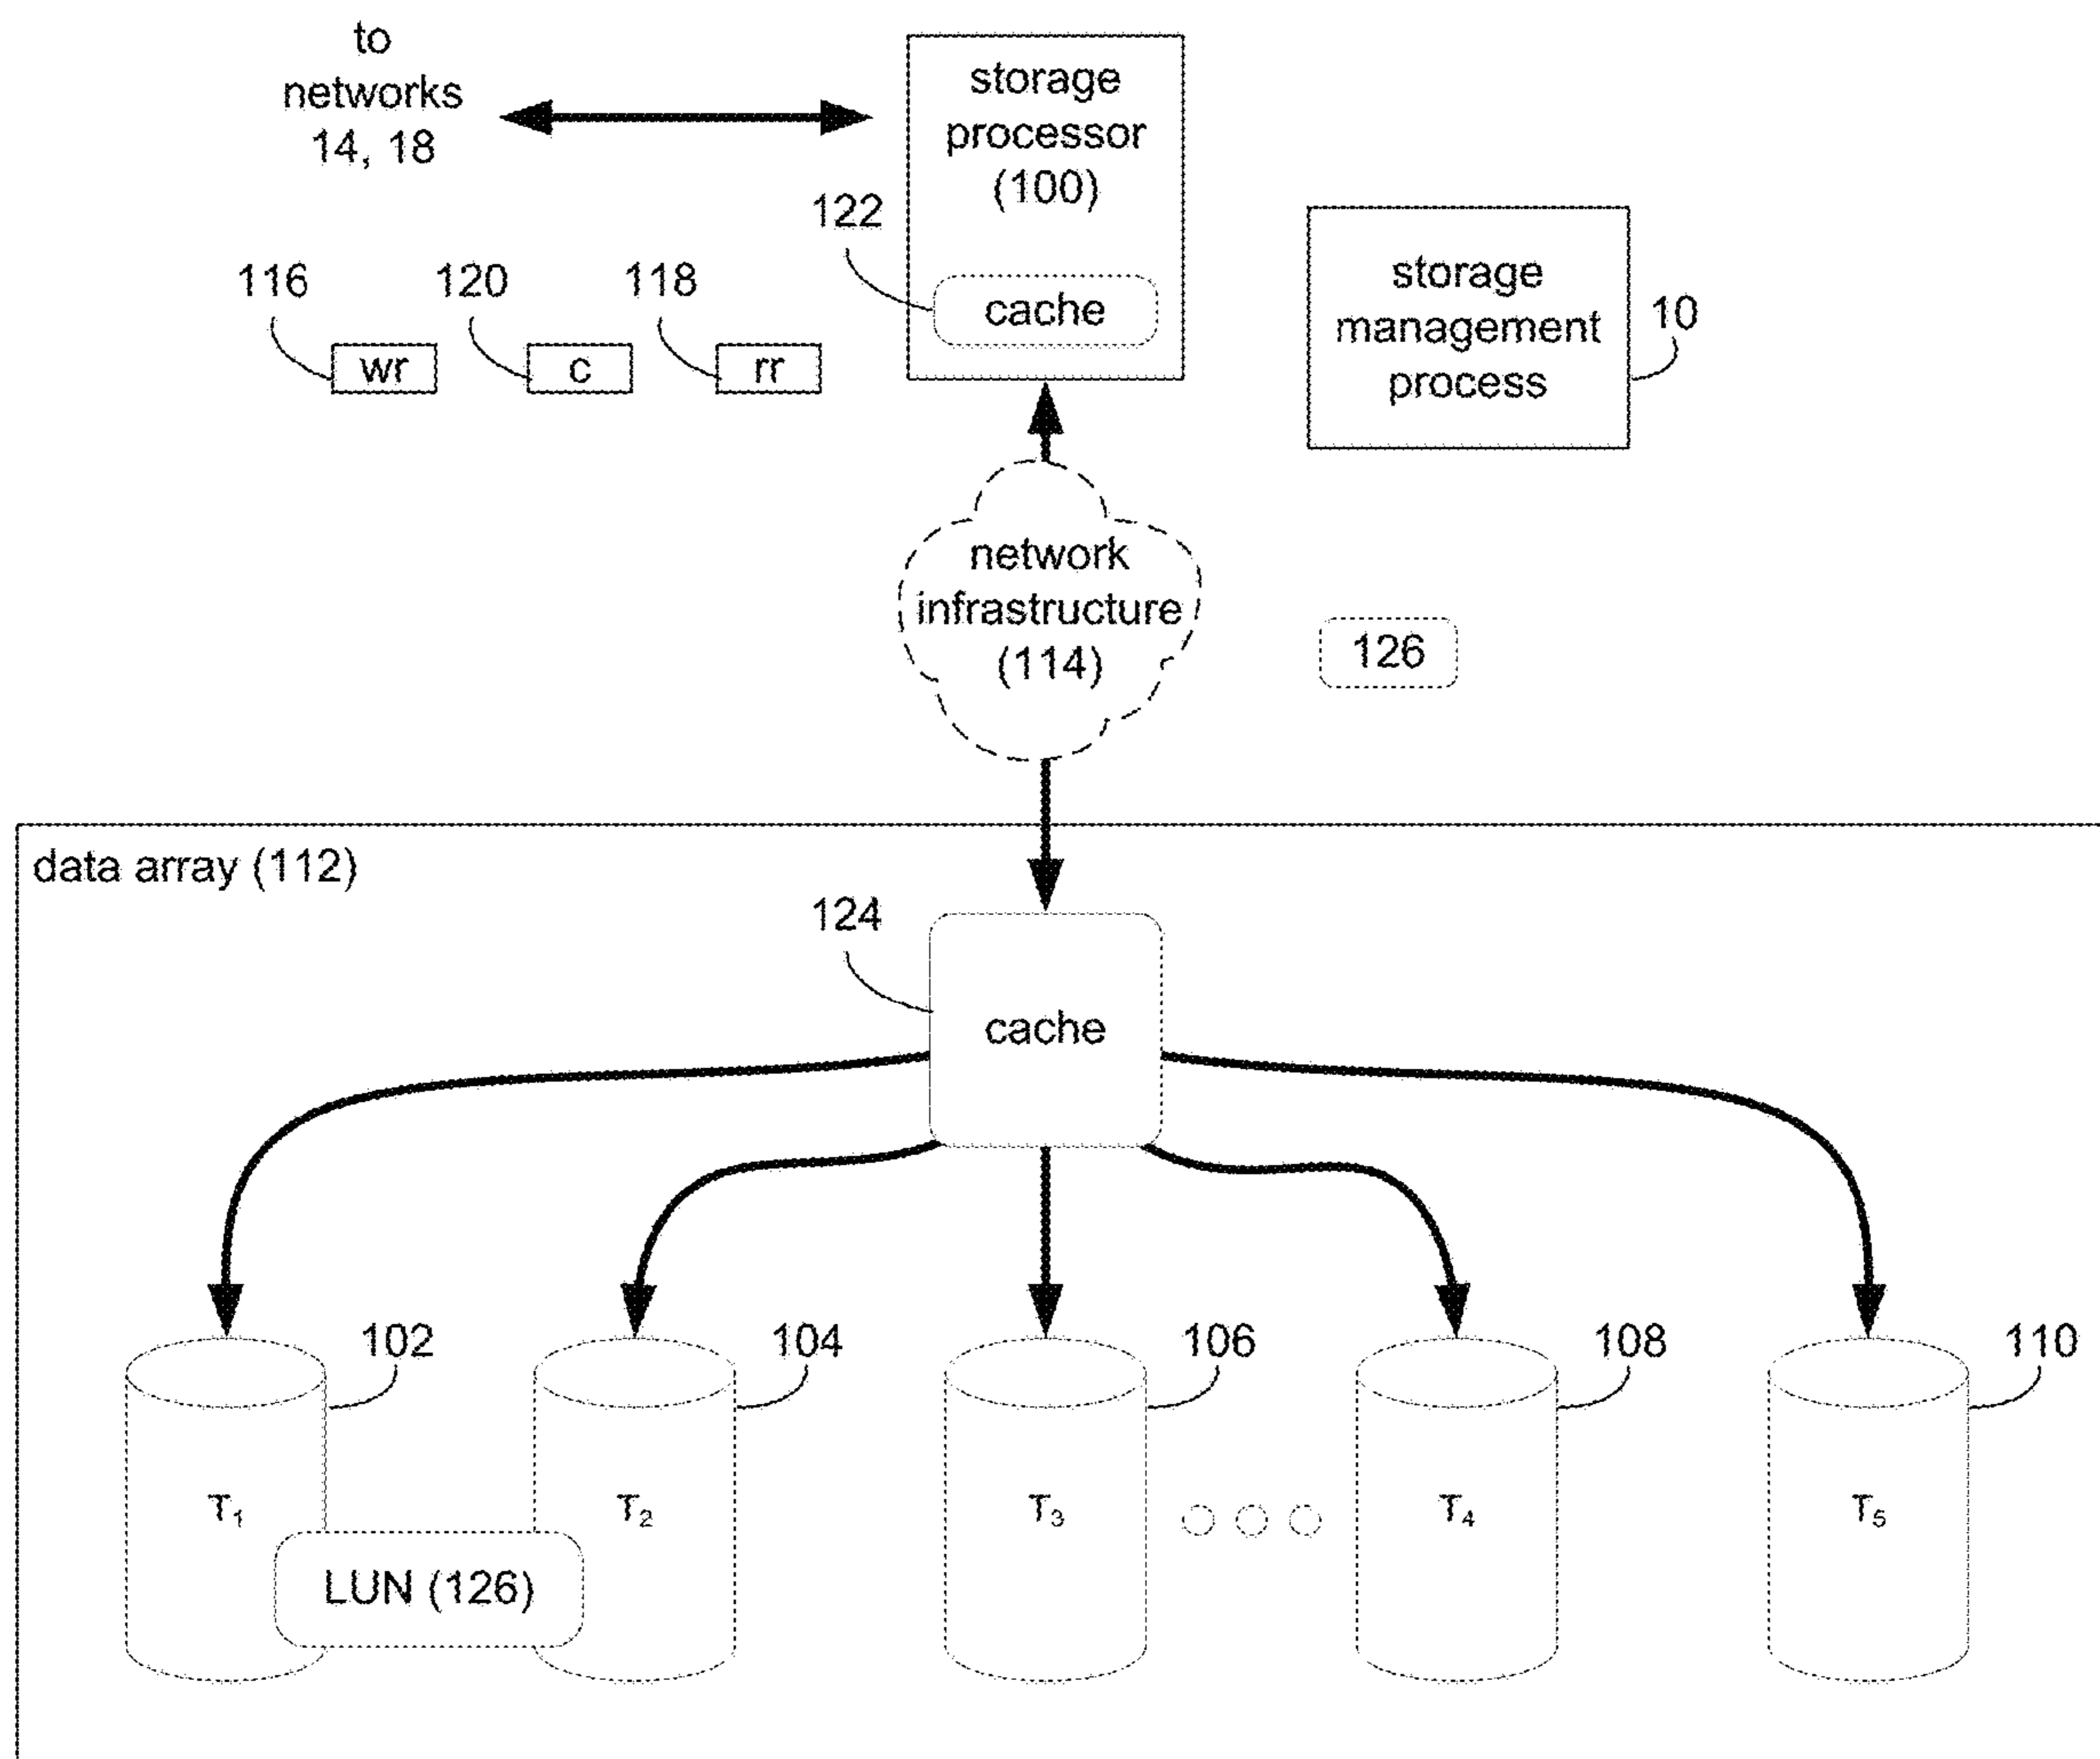 to
networks
14, 18
storage
processor
(100)
122
cache
116
120
118
wr
c
rr
storage
management
process
10
network
infrastructure
(114)
126
data array (112)
124
cache
102
104
106
108
110
T₁
T₂
T₃
T₄
T₅
LUN (126)